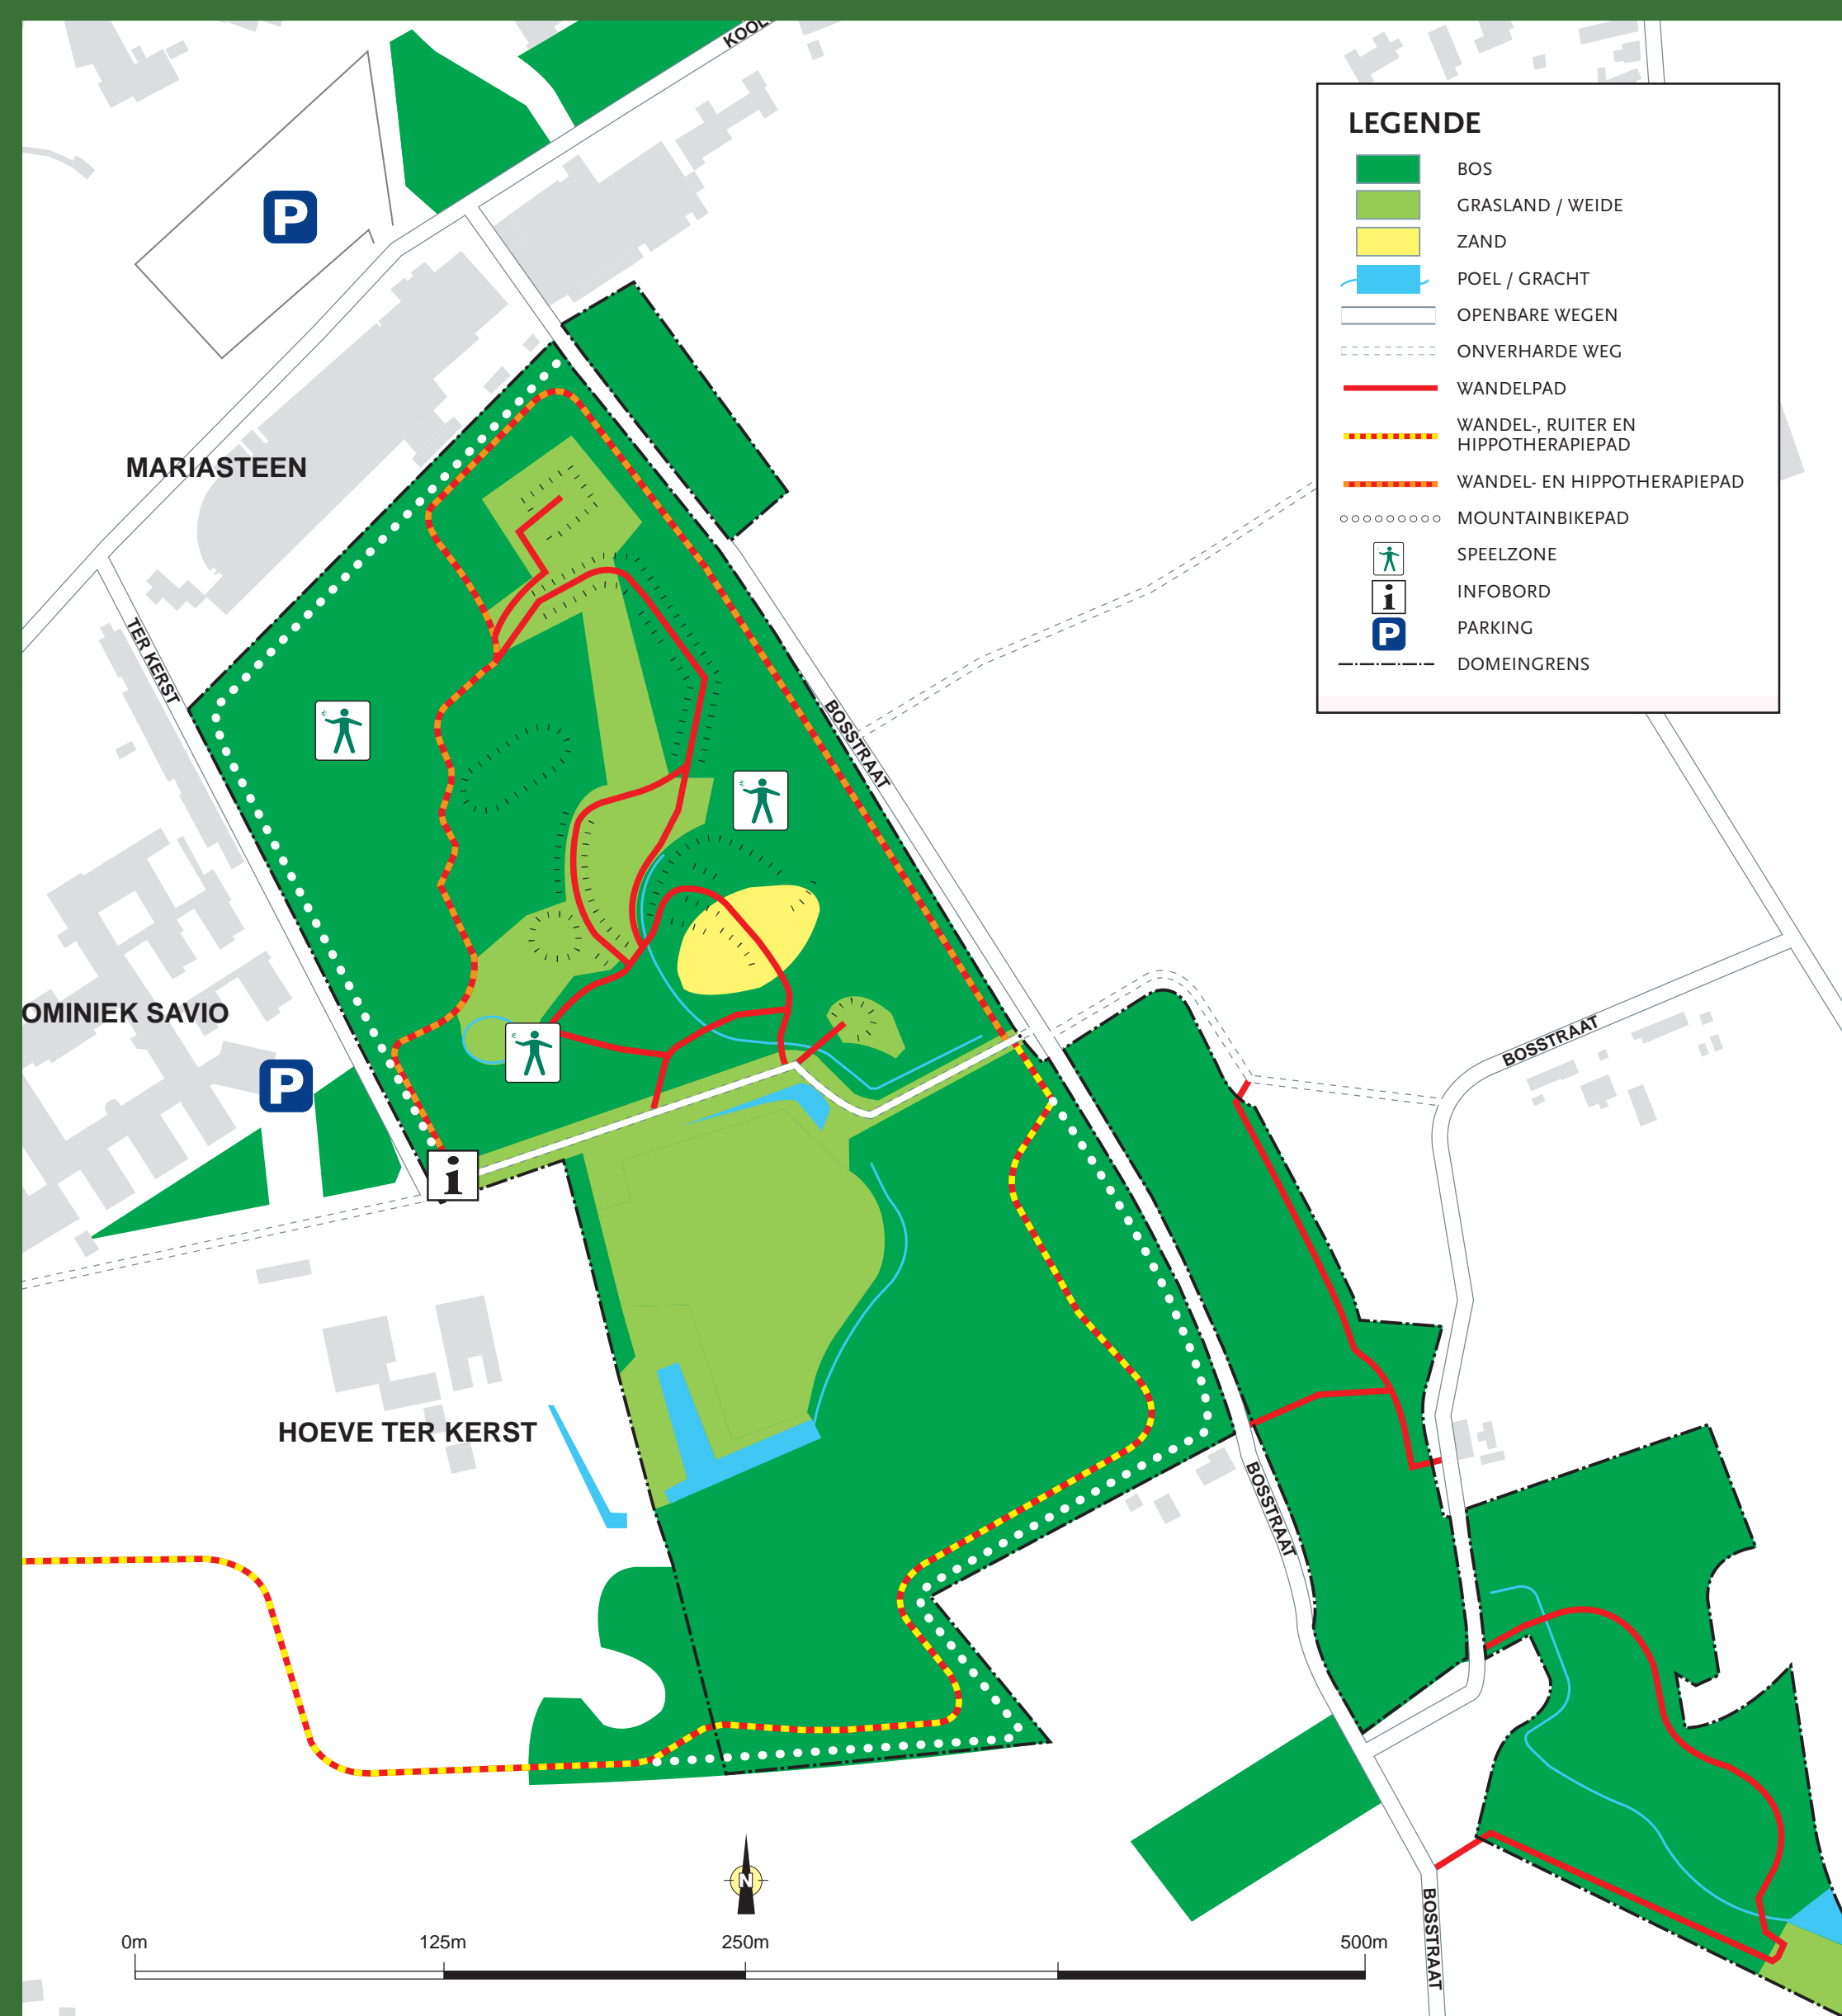 KOOL
P
MARIASTEEN
TER KERST
BOSSTRAAT
OMINIEK SAVIO
P
i
BOSSTRAAT
HOEVE TER KERST
BOSSTRAAT
BOSSTRAAT
N
0m 125m 250m 500m
LEGENDE
BOS
GRASLAND / WEIDE
ZAND
POEL / GRACHT
OPENBARE WEGEN
ONVERHARDE WEG
WANDELPAD
WANDEL-, RUITER EN
HIPPOTHERAPIEPAD
WANDEL- EN HIPPOTHERAPIEPAD
MOUNTAINBIKEPAD
SPEELZONE
i INFOBORD
P PARKING
DOMEINGRENS